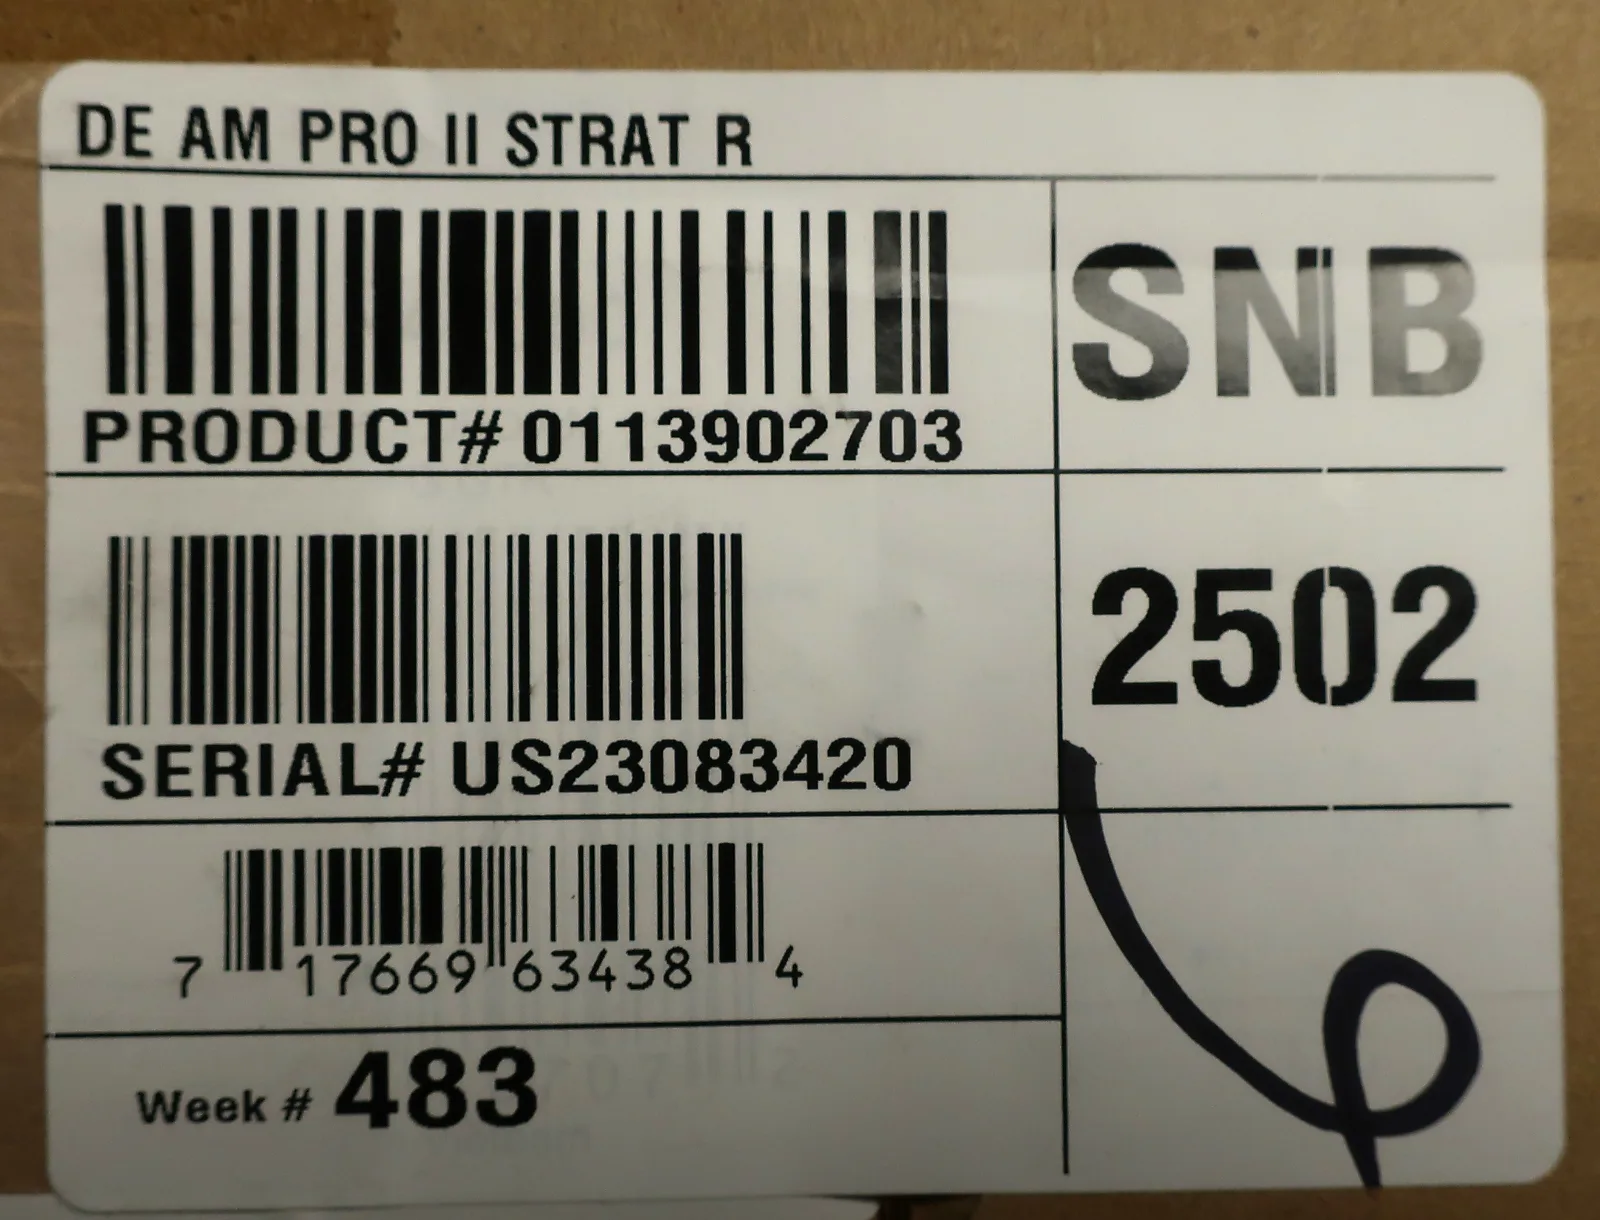 DE AM PRO II STRAT R
SNB
PRODUCT# 0113902703
2502
SERIAL# US23083420
7 17669 63438 4
Week # 483